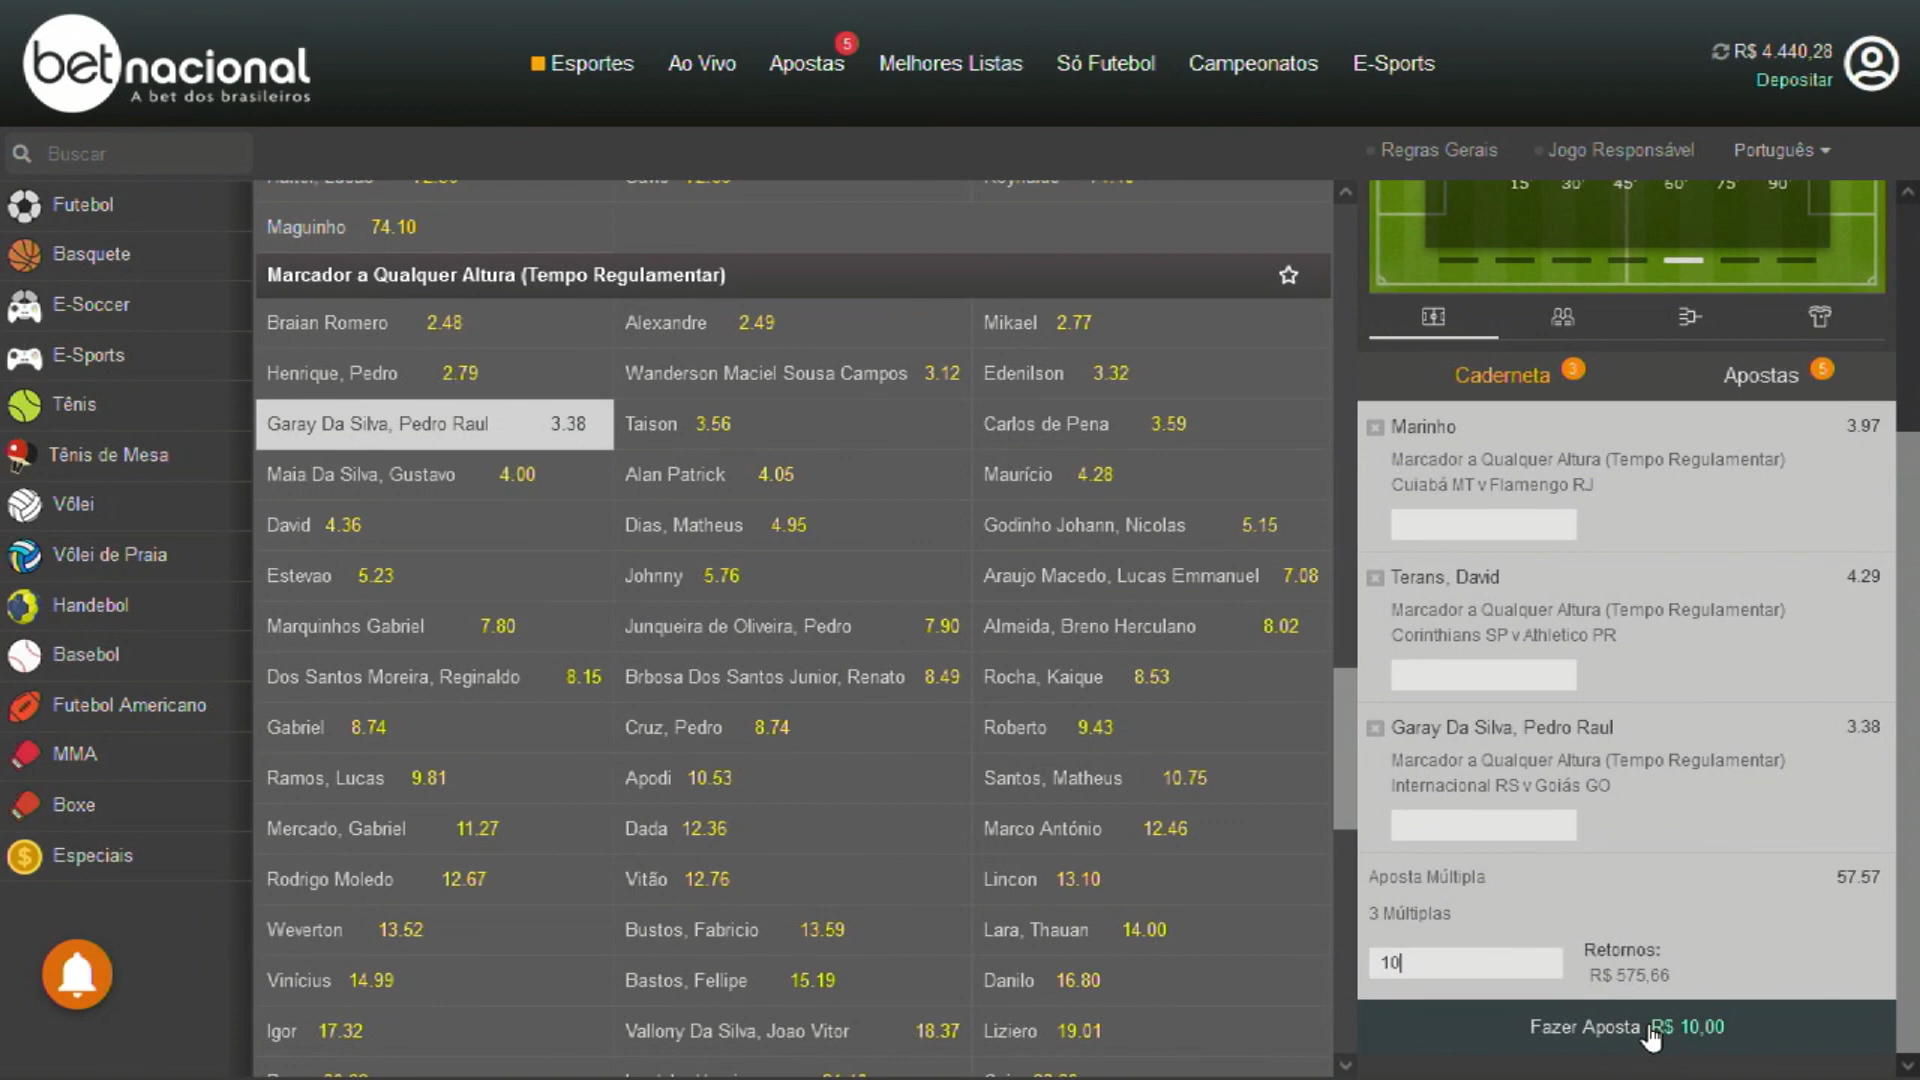 betnacional
A bet dos brasileiros
Esportes
Ao Vivo
Apostas
5
Melhores Listas
Só Futebol
Campeonatos
E-Sports
R$ 4.440,28
Depositar
Buscar
Regras Gerais
Jogo Responsável
Português
Futebol
Basquete
E-Soccer
E-Sports
Tênis
Tênis de Mesa
Vôlei
Vôlei de Praia
Handebol
Basebol
Futebol Americano
MMA
Boxe
Especiais
Maguinho 74.10
Marcador a Qualquer Altura (Tempo Regulamentar)
Braian Romero 2.48
Alexandre 2.49
Mikael 2.77
Henrique, Pedro 2.79
Wanderson Maciel Sousa Campos 3.12
Edenilson 3.32
Garay Da Silva, Pedro Raul 3.38
Taison 3.56
Carlos de Pena 3.59
Maia Da Silva, Gustavo 4.00
Alan Patrick 4.05
Maurício 4.28
David 4.36
Dias, Matheus 4.95
Godinho Johann, Nicolas 5.15
Estevao 5.23
Johnny 5.76
Araujo Macedo, Lucas Emmanuel 7.08
Marquinhos Gabriel 7.80
Junqueira de Oliveira, Pedro 7.90
Almeida, Breno Herculano 8.02
Dos Santos Moreira, Reginaldo 8.15
Brbosa Dos Santos Junior, Renato 8.49
Rocha, Kaique 8.53
Gabriel 8.74
Cruz, Pedro 8.74
Roberto 9.43
Ramos, Lucas 9.81
Apodi 10.53
Santos, Matheus 10.75
Mercado, Gabriel 11.27
Dada 12.36
Marco António 12.46
Rodrigo Moledo 12.67
Vitão 12.76
Lincon 13.10
Weverton 13.52
Bustos, Fabricio 13.59
Lara, Thauan 14.00
Vinícius 14.99
Bastos, Fellipe 15.19
Danilo 16.80
Igor 17.32
Vallony Da Silva, Joao Vitor 18.37
Liziero 19.01
15' 30' 45' 60' 75' 90'
Caderneta 3
Apostas 5
Marinho 3.97
Marcador a Qualquer Altura (Tempo Regulamentar)
Cuiabá MT v Flamengo RJ
Terans, David 4.29
Marcador a Qualquer Altura (Tempo Regulamentar)
Corinthians SP v Athletico PR
Garay Da Silva, Pedro Raul 3.38
Marcador a Qualquer Altura (Tempo Regulamentar)
Internacional RS v Goiás GO
Aposta Múltipla 57.57
3 Múltiplas
10
Retornos:
R$ 575,66
Fazer Aposta R$ 10,00